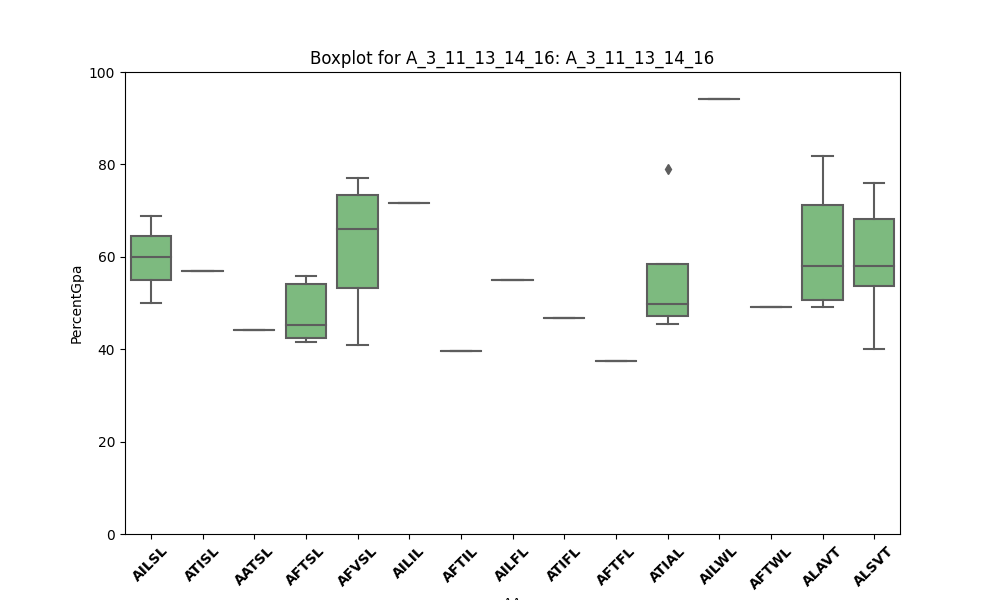 Boxplot for A_3_11_13_14_16: A_3_11_13_14_16
100
80
60
40
20
0
PercentGpa
AILSL
ATISL
AATSL
AFTSL
AFVSL
AILIL
AFTIL
AILFL
ATIFL
AFTFL
ATIAL
AILWL
AFTWL
ALAVT
ALSVT